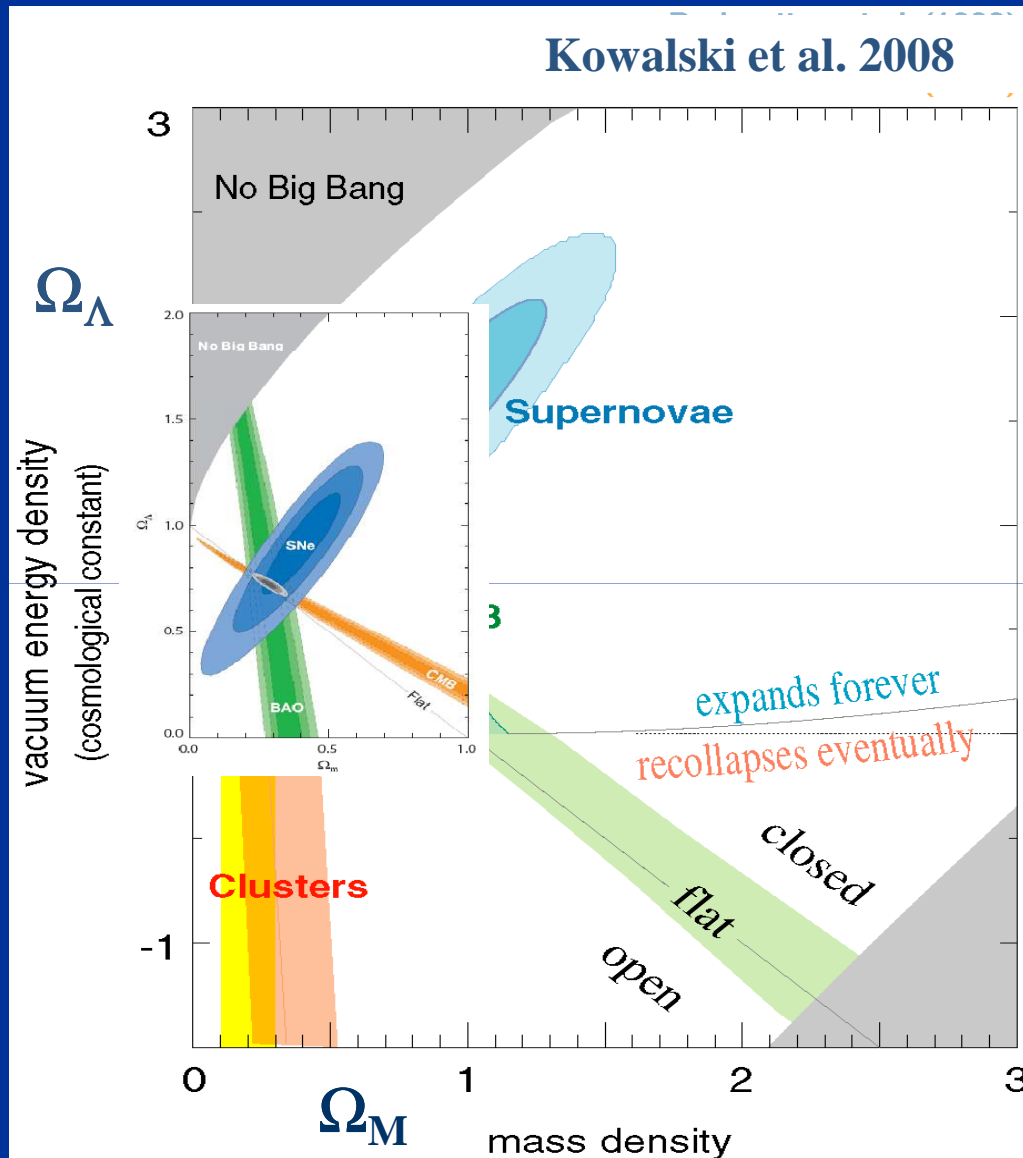 Kowalski et al. 2008
3
No Big Bang
ΩΛ
2.0
No Big Bang
1.5
Supernovae
vacuum energy density
(cosmological constant)
ΩΛ
1.0
SNe
0.5
CMB
Flat
BAO
0.0
0.0
0.5
1.0
Ωm
expands forever
recollapses eventually
closed
Clusters
flat
-1
open
0
1
2
3
ΩM
mass density